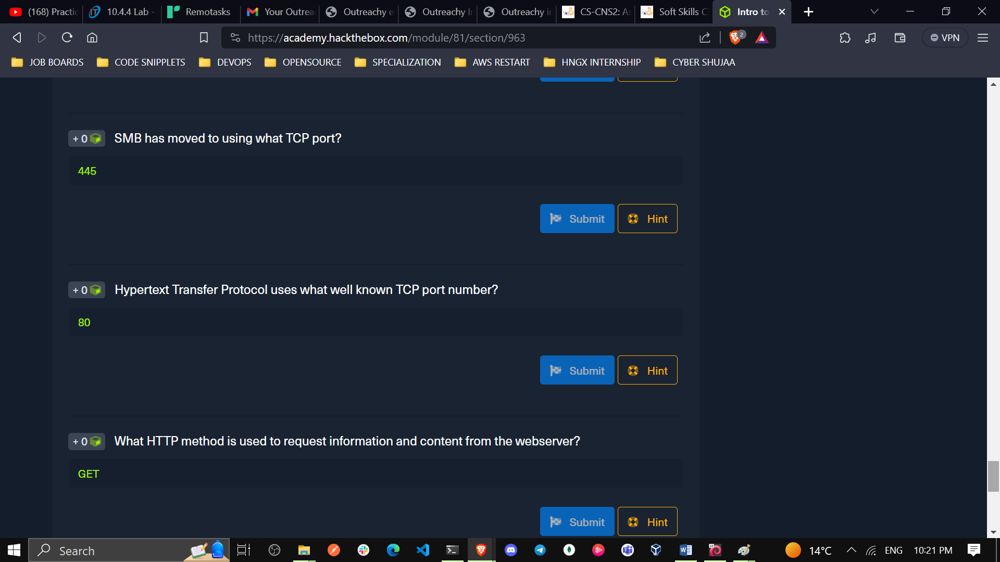 (168) Practic
10.4.4 Lab -
Remotasks
Your Outrea
Outreachy e
Outreachy Ir
Outreachy in
CS-CNS2: As
Soft Skills C
Intro to
https://academy.hackthebox.com/module/81/section/963
2
VPN
JOB BOARDS
CODE SNIPPLETS
DEVOPS
OPENSOURCE
SPECIALIZATION
AWS RESTART
HNGX INTERNSHIP
CYBER SHUJAA
+ 0 SMB has moved to using what TCP port?
445
Submit
Hint
+ 0 Hypertext Transfer Protocol uses what well known TCP port number?
80
Submit
Hint
+ 0 What HTTP method is used to request information and content from the webserver?
GET
Submit
Hint
Search
14°C
ENG
10:21 PM